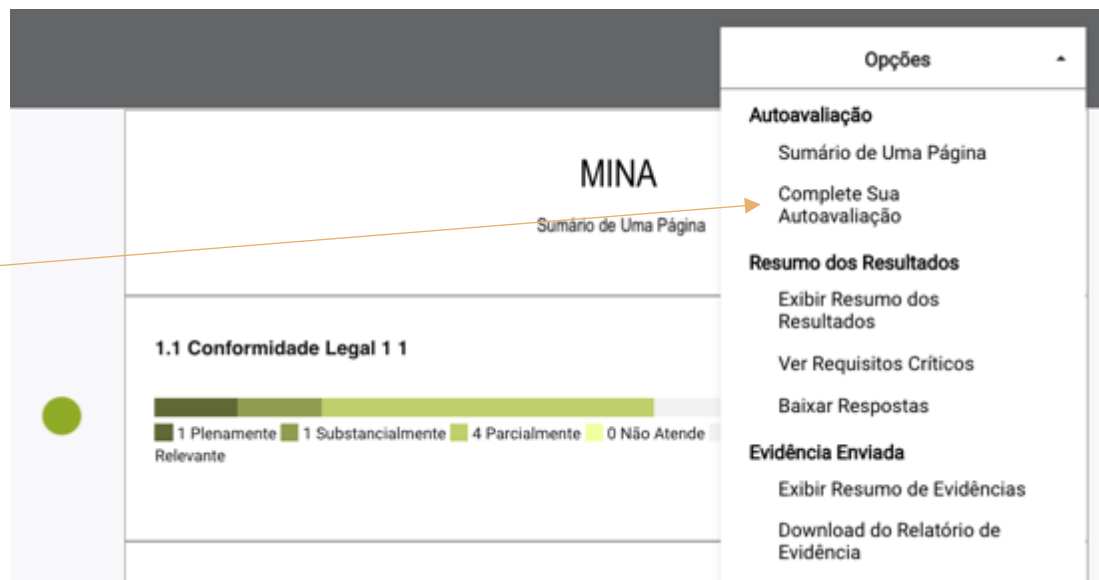 Opções
Autoavaliação
Sumário de Uma Página
Complete Sua
Autoavaliação
Resumo dos Resultados
Exibir Resumo dos
Resultados
Ver Requisitos Críticos
Baixar Respostas
Evidência Enviada
Exibir Resumo de Evidências
Download do Relatório de
Evidência
MINA
Sumário de Uma Página
1.1 Conformidade Legal 1 1
1 Plenamente 1 Substancialmente 4 Parcialmente 0 Não Atende
Relevante